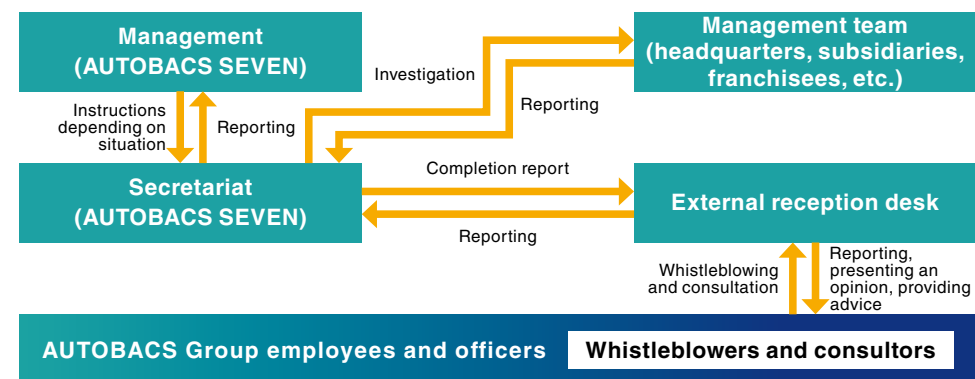 Management
(AUTOBACS SEVEN)
Management team
(headquarters, subsidiaries,
franchisees, etc.)
Investigation
Reporting
Instructions
depending on
situation
Reporting
Secretariat
(AUTOBACS SEVEN)
Completion report
Reporting
External reception desk
Whistleblowing
and consultation
Reporting,
presenting an
opinion, providing
advice
AUTOBACS Group employees and officers
Whistleblowers and consultors